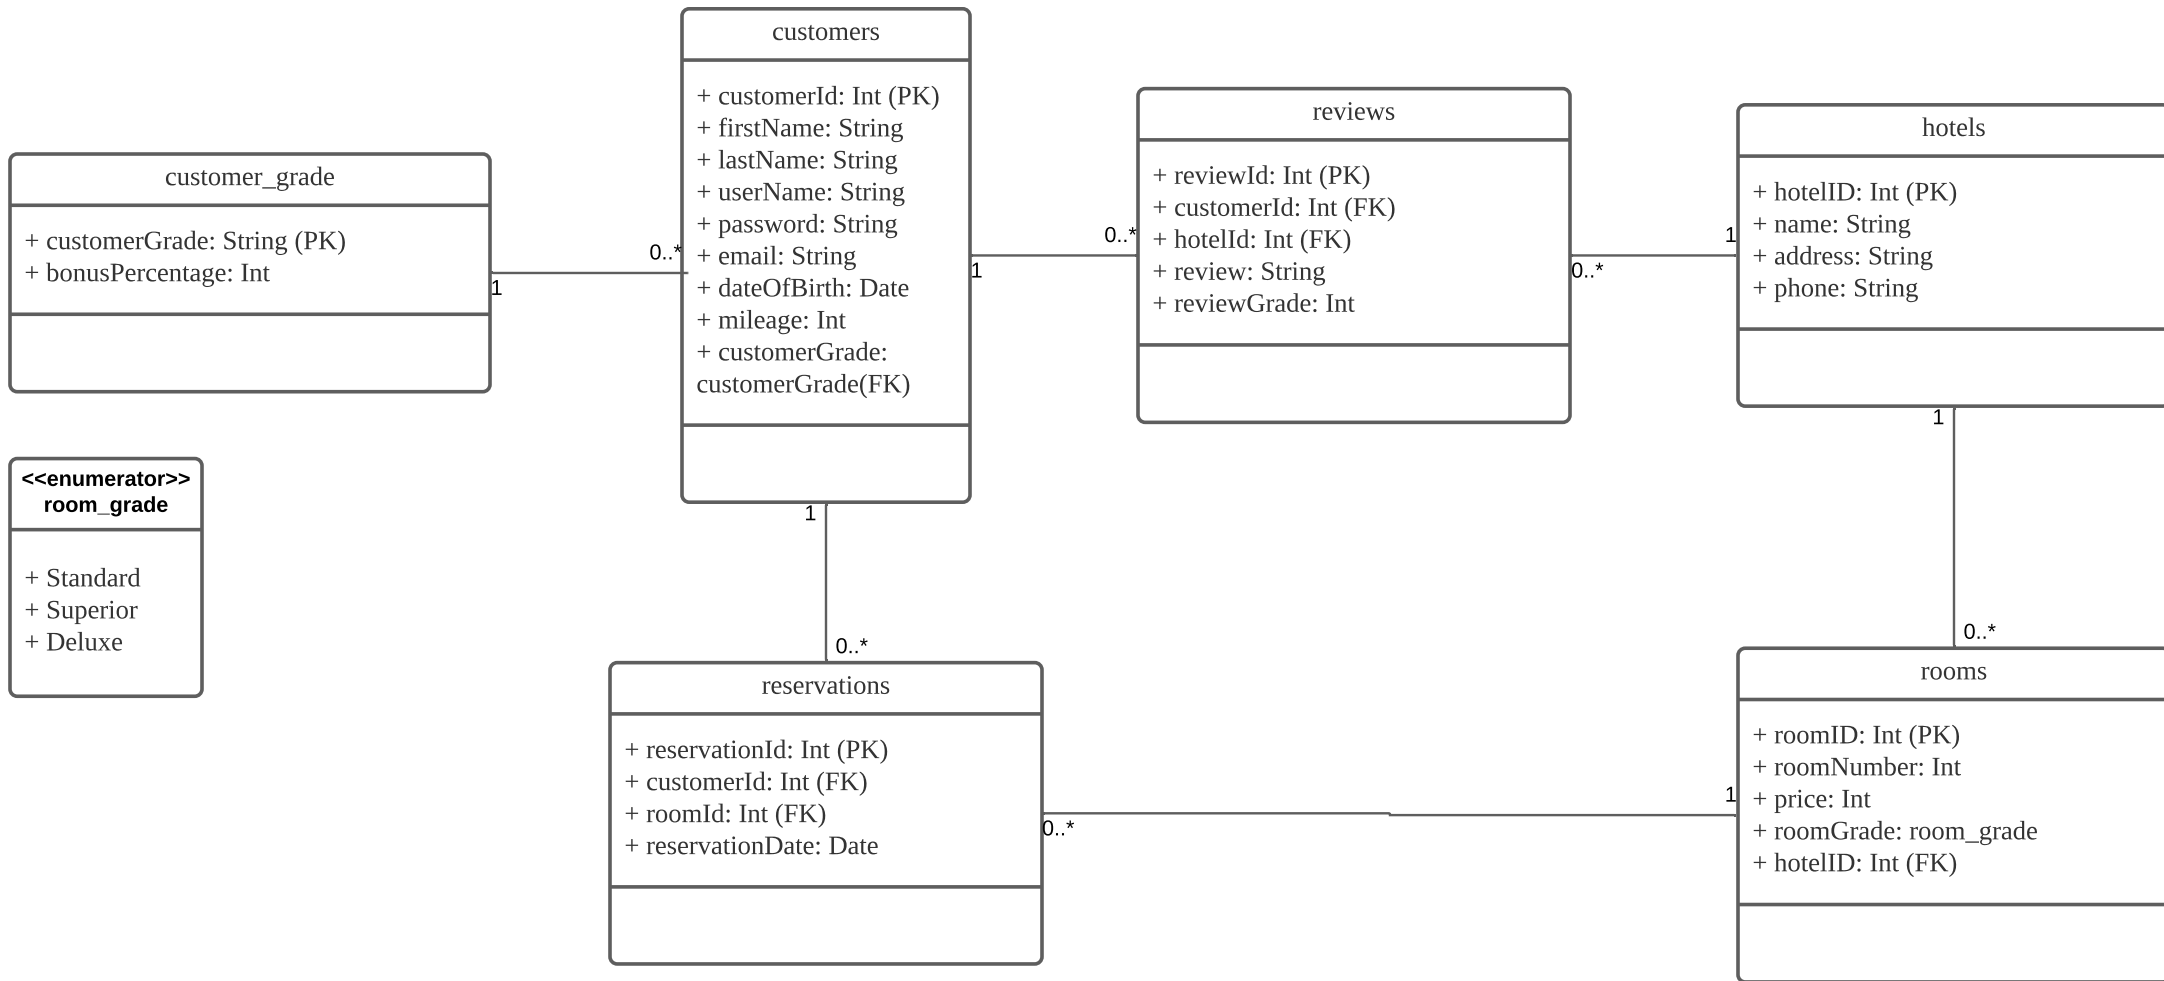 customers
+ customerId: Int (PK)
+ firstName: String
+ lastName: String
+ userName: String
+ password: String
+ email: String
+ dateOfBirth: Date
+ mileage: Int
+ customerGrade:
customerGrade(FK)
reviews
+ reviewId: Int (PK)
+ customerId: Int (FK)
+ hotelId: Int (FK)
+ review: String
+ reviewGrade: Int
hotels
+ hotelID: Int (PK)
+ name: String
+ address: String
+ phone: String
customer_grade
+ customerGrade: String (PK)
+ bonusPercentage: Int
0..*
1
0..*
1
1
0..*
<<enumerator>>
room_grade
+ Standard
+ Superior
+ Deluxe
1
0..*
1
0..*
reservations
+ reservationId: Int (PK)
+ customerId: Int (FK)
+ roomId: Int (FK)
+ reservationDate: Date
0..*
1
rooms
+ roomID: Int (PK)
+ roomNumber: Int
+ price: Int
+ roomGrade: room_grade
+ hotelID: Int (FK)